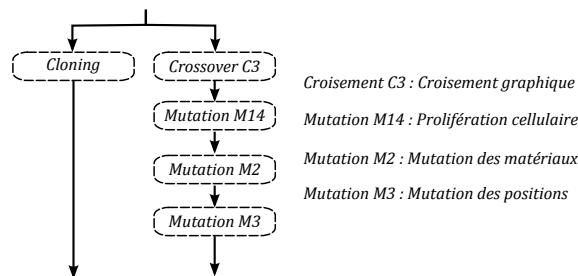 Cloning
Crossover C3
Mutation M14
Mutation M2
Mutation M3
Croisement C3 : Croisement graphique
Mutation M14 : Prolifération cellulaire
Mutation M2 : Mutation des matériaux
Mutation M3 : Mutation des positions